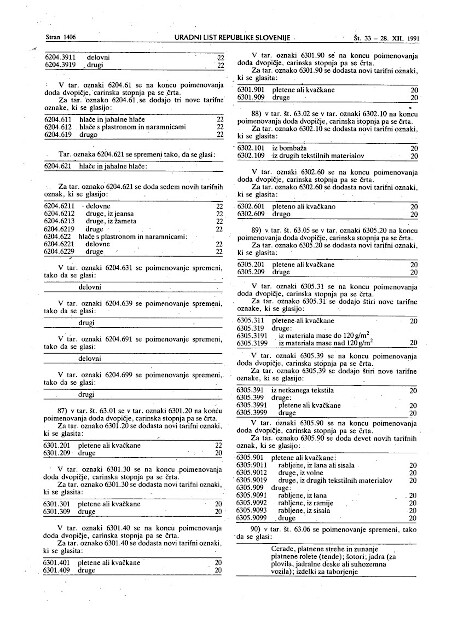 Stran 1406 URADNI LIST REPUBLIKE SLOVENIJE Št. 33 – 28. XII. 1991
6204.3911 delovni 22
6204.3919 drugi 22
V tar. oznaki 6204.61 se na koncu poimenovanja
doda dvopičje, carinska stopnja pa se črta.
Za tar. oznako 6204.61 se dodajo tri nove tarifne
oznake, ki se glasijo:
6204.611 hlače in jahalne hlače 22
6204.612 hlače s plastronom in naramnicami 22
6204.619 drugo 22
Tar. oznaka 6204.621 se spremeni tako, da se glasi:
6204.621 hlače in jahalne hlače:
Za tar. oznako 6204.621 se doda sedem novih tarifnih
oznak, ki se glasijo:
6204.6211 delovne 22
6204.6212 druge, iz jeansa 22
6204.6213 druge, iz žameta 22
6204.6219 druge 22
6204.622 hlače s plastronom in naramnicami:
6204.6221 delovne 22
6204.6229 druge 22
V tar. oznaki 6204.631 se poimenovanje spremeni,
tako da se glasi:
delovni
V tar. oznaki 6204.639 se poimenovanje spremeni,
tako da se glasi:
drugi
V tar. oznaki 6204.691 se poimenovanje spremeni,
tako da se glasi:
delovni
V tar. oznaki 6204.699 se poimenovanje spremeni,
tako da se glasi:
drugi
87) v tar. št. 63.01 se v tar. oznaki 6301.20 na koncu
poimenovanja doda dvopičje, carinska stopnja pa se črta.
Za tar. oznako 6301.20 se dodasta novi tarifni oznaki,
ki se glasita:
6301.201 pletene ali kvačkane 22
6301.209 druge 22
V tar. oznaki 6301.30 se na koncu poimenovanja
doda dvopičje, carinska stopnja pa se črta.
Za tar. oznako 6301.30 se dodasta novi tarifni oznaki,
ki se glasita:
6301.301 pletene ali kvačkane 20
6301.309 druge 20
V tar. oznaki 6301.40 se na koncu poimenovanja
doda dvopičje, carinska stopnja pa se črta.
Za tar. oznako 6301.40 se dodasta novi tarifni oznaki,
ki se glasita:
6301.401 pletene ali kvačkane 20
6301.409 druge 20
V tar. oznaki 6301.90 se na koncu poimenovanja
doda dvopičje, carinska stopnja pa se črta.
Za tar. oznako 6301.90 se dodasta novi tarifni oznaki,
ki se glasita:
6301.901 pletene ali kvačkane 20
6301.909 druge 20
88) v tar. št. 63.02 se v tar. oznaki 6302.10 na koncu
poimenovanja doda dvopičje, carinska stopnja pa se črta.
Za tar. oznako 6302.10 se dodasta novi tarifni oznaki,
ki se glasita:
6302.101 iz bombaža 20
6302.109 iz drugih tekstilnih materialov 20
V tar. oznaki 6302.60 se na koncu poimenovanja
doda dvopičje, carinska stopnja pa se črta.
Za tar. oznako 6302.60 se dodasta novi tarifni oznaki,
ki se glasita:
6302.601 pleteno ali kvačkano 20
6302.609 drugo 20
89) v tar. št. 63.05 se v tar. oznaki 6305.20 na koncu
poimenovanja doda dvopičje, carinska stopnja pa se črta.
Za tar. oznako 6305.20 se dodasta novi tarifni oznaki,
ki se glasita:
6305.201 pletene ali kvačkane 20
6305.209 druge 20
V tar. oznaki 6305.31 se na koncu poimenovanja
doda dvopičje, carinska stopnja pa se črta.
Za tar. oznako 6305.31 se dodajo štiri nove tarifne
oznake, ki se glasijo:
6305.311 pletene ali kvačkane 20
6305.319 druge:
6305.3191 iz materiala mase do 120 g/m²
6305.3199 iz materiala mase nad 120 g/m² 20
V tar. oznaki 6305.39 se na koncu poimenovanja
doda dvopičje, carinska stopnja pa se črta.
Za tar. oznako 6305.39 se dodajo štiri nove tarifne
oznake, ki se glasijo:
6305.391 iz netkanega tekstila 20
6305.399 druge:
6305.3991 pletene ali kvačkane 20
6305.3999 druge 20
V tar. oznaki 6305.90 se na koncu poimenovanja
doda dvopičje, carinska stopnja pa se črta.
Za tar. oznako 6305.90 se doda devet novih tarifnih
oznak, ki se glasijo:
6305.901 pletene ali kvačkane:
6305.9011 rabljene, iz lana ali sisala 20
6305.9012 druge, iz volne 20
6305.9019 druge, iz drugih tekstilnih materialov 20
6305.909 druge:
6305.9091 rabljene, iz lana 20
6305.9092 rabljene, iz ramije 20
6305.9093 rabljene, iz sisala 20
6305.9099 druge 20
90) v tar. št. 63.06 se poimenovanje spremeni, tako
da se glasi:
Cerade, platnene strehe in zunanje
platnene rolete (tende); šotori; jadra (za
plovila, jadralne deske ali suhozemna
vozila); izdelki za taborjenje